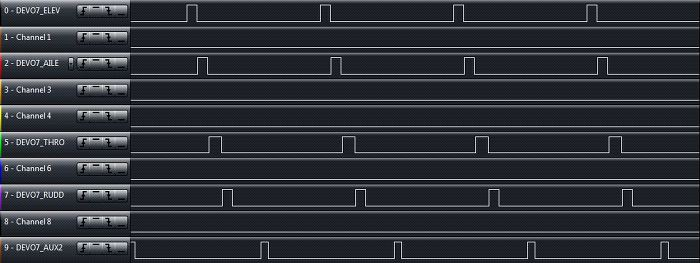 0 - DEVO7_ELEV
1 - Channel 1
2 - DEVO7_AILE
3 - Channel 3
4 - Channel 4
5 - DEVO7_THRO
6 - Channel 6
7 - DEVO7_RUDD
8 - Channel 8
9 - DEVO7_AUX2